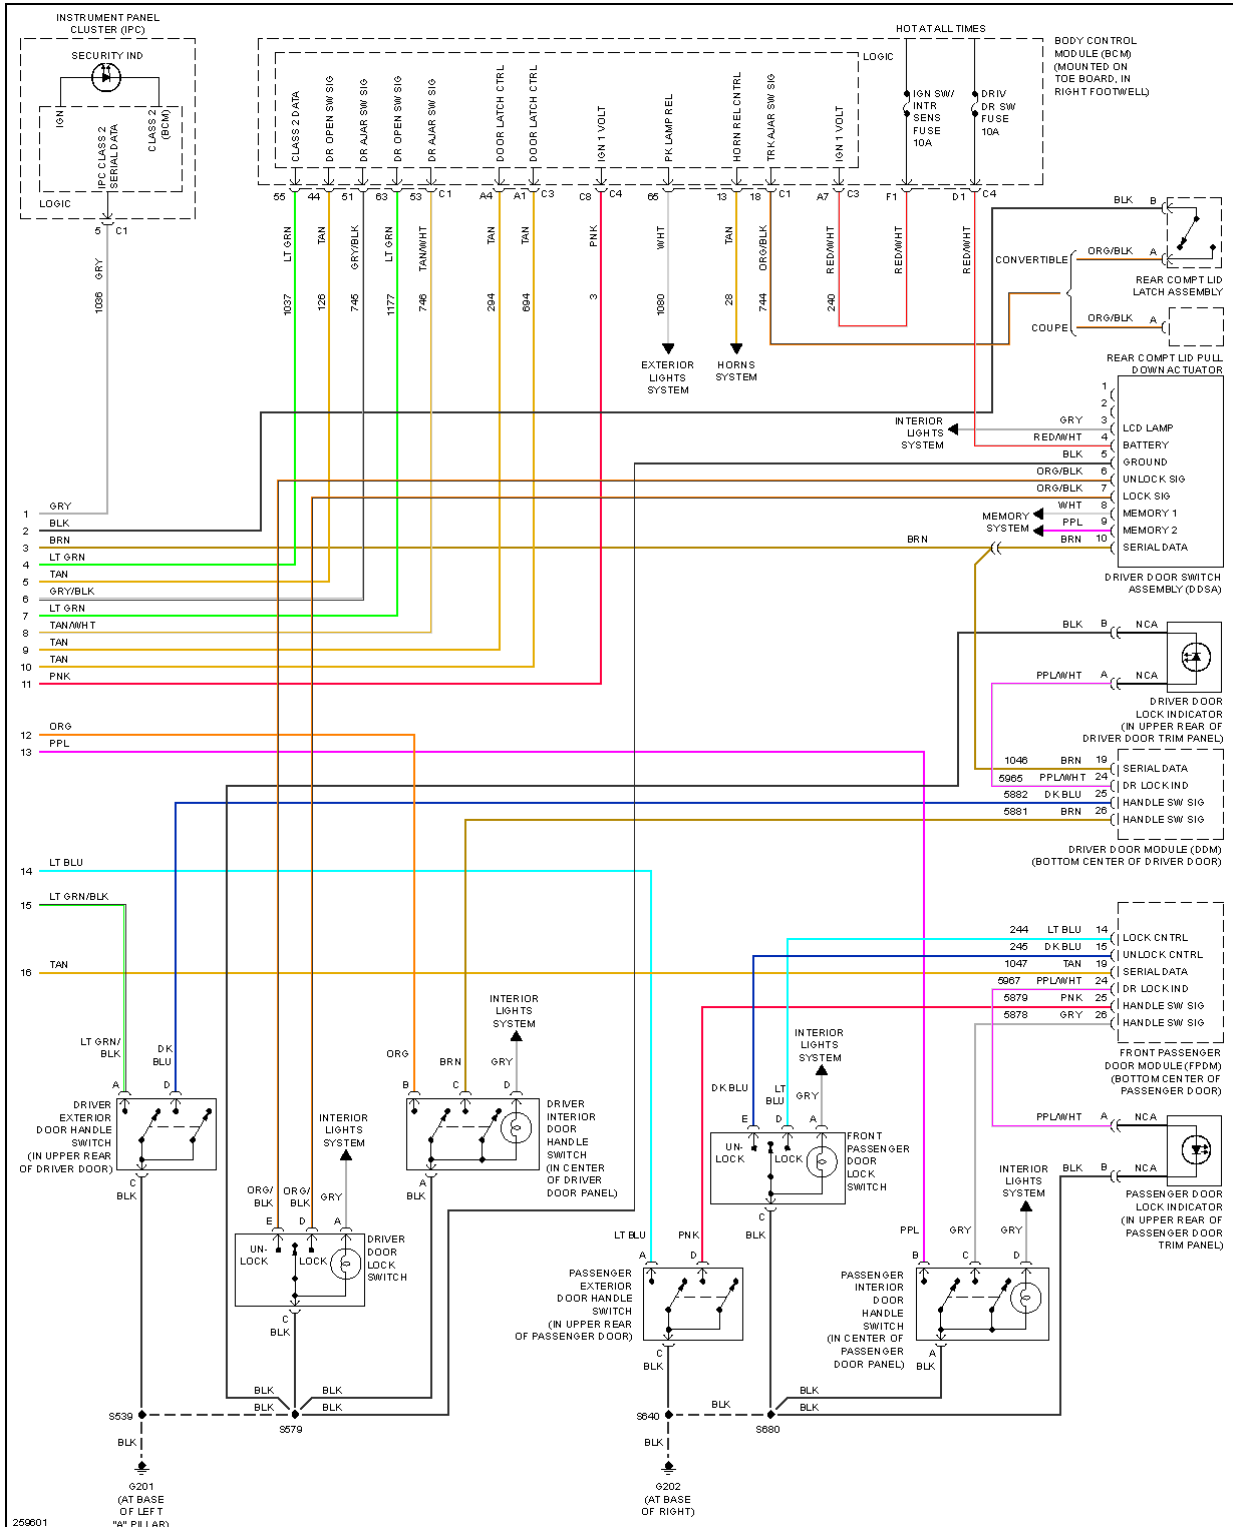 INSTRUMENT PANEL
CLUSTER (IPC)
SECURITY IND
IGN
IPC CLASS 2
SERIAL DATA
CLASS 2
(BCM)
LOGIC
5 C1
GRY
1036
HOT AT ALL TIMES
BODY CONTROL
MODULE (BCM)
(MOUNTED ON
TOE BOARD, IN
RIGHT FOOTWELL)
LOGIC
CLASS 2 DATA
DR OPEN SW SIG
DR AJAR SW SIG
DR OPEN SW SIG
DR AJAR SW SIG
DOOR LATCH CTRL
DOOR LATCH CTRL
IGN 1 VOLT
PK LAMP REL
HORN REL CNTRL
TRK AJAR SW SIG
IGN 1 VOLT
IGN SW/
INTR
SENS
FUSE
10A
DRIV
DR SW
FUSE
10A
55 44 51 63 53 C1 A4 A1 C3 C8 C4 65 13 18 C1 A7 C3 F1 D1 C4
LT GRN
TAN
GRY/BLK
LT GRN
TAN/WHT
TAN
TAN
PNK
WHT
TAN
ORG/BLK
RED/WHT
RED/WHT
RED/WHT
1037
126
745
1177
746
294
694
3
1080
28
744
240
EXTERIOR
LIGHTS
SYSTEM
HORNS
SYSTEM
BLK B
CONVERTIBLE
ORG/BLK A
REAR COMPT LID
LATCH ASSEMBLY
COUPE
ORG/BLK A
REAR COMPT LID PULL
DOWN ACTUATOR
1
2
GRY 3 LCD LAMP
RED/WHT 4 BATTERY
BLK 5 GROUND
ORG/BLK 6 UNLOCK SIG
ORG/BLK 7 LOCK SIG
WHT 8 MEMORY 1
PPL 9 MEMORY 2
BRN BRN 10 SERIAL DATA
INTERIOR
LIGHTS
SYSTEM
MEMORY
SYSTEM
DRIVER DOOR SWITCH
ASSEMBLY (DDSA)
1 GRY
2 BLK
3 BRN
4 LT GRN
5 TAN
6 GRY/BLK
7 LT GRN
8 TAN/WHT
9 TAN
10 TAN
11 PNK
12 ORG
13 PPL
14 LT BLU
15 LT GRN/BLK
16 TAN
BLK B NCA
PPL/WHT A NCA
DRIVER DOOR
LOCK INDICATOR
(IN UPPER REAR OF
DRIVER DOOR TRIM PANEL)
1046 BRN 19 SERIAL DATA
5965 PPL/WHT 24 DR LOCK IND
5882 DK BLU 25 HANDLE SW SIG
5881 BRN 26 HANDLE SW SIG
DRIVER DOOR MODULE (DDM)
(BOTTOM CENTER OF DRIVER DOOR)
244 LT BLU 14 LOCK CNTRL
245 DK BLU 15 UNLOCK CNTRL
1047 TAN 19 SERIAL DATA
5967 PPL/WHT 24 DR LOCK IND
5879 PNK 25 HANDLE SW SIG
5878 GRY 26 HANDLE SW SIG
FRONT PASSENGER
DOOR MODULE (FPDM)
(BOTTOM CENTER OF
PASSENGER DOOR)
PPL/WHT A NCA
BLK B NCA
PASSENGER DOOR
LOCK INDICATOR
(IN UPPER REAR OF
PASSENGER DOOR
TRIM PANEL)
LT GRN/
BLK
DK
BLU
A D
DRIVER
EXTERIOR
DOOR HANDLE
SWITCH
(IN UPPER REAR
OF DRIVER DOOR)
C
BLK
INTERIOR
LIGHTS
SYSTEM
ORG BRN GRY
B C D
DRIVER
INTERIOR
DOOR
HANDLE
SWITCH
(IN CENTER
OF DRIVER
DOOR PANEL)
A
BLK
INTERIOR
LIGHTS
SYSTEM
ORG/
BLK
ORG/
BLK
GRY
E D A
UN-
LOCK
LOCK
DRIVER
DOOR
LOCK
SWITCH
C
BLK
INTERIOR
LIGHTS
SYSTEM
DK BLU
LT
BLU
GRY
E D A
UN-
LOCK
LOCK
FRONT
PASSENGER
DOOR
LOCK
SWITCH
C
BLK
LT BLU PNK
A D
PASSENGER
EXTERIOR
DOOR HANDLE
SWITCH
(IN UPPER REAR
OF PASSENGER DOOR)
C
BLK
INTERIOR
LIGHTS
SYSTEM
PPL GRY GRY
B C D
PASSENGER
INTERIOR
DOOR
HANDLE
SWITCH
(IN CENTER OF
PASSENGER
DOOR PANEL)
A
BLK
BLK BLK
BLK BLK
S539
S579
BLK
G201
(AT BASE
OF LEFT
"A" PILLAR)
BLK
BLK BLK
S640
S680
BLK
G202
(AT BASE
OF RIGHT)
259601